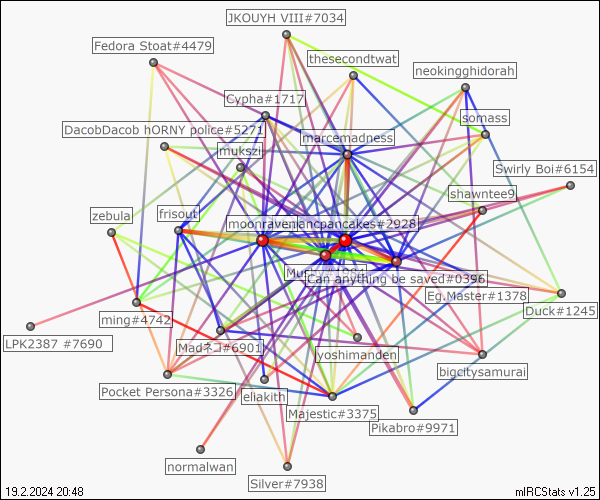 JKOUYH VIII#7034
Fedora Stoat#4479
thesecondtwat
neokingghidorah
Cypha#1717
somass
DacobDacob hORNY police#5271
marcemadness
mukszi
Swirly Boi#6154
shawntee9
zebula
frisout
moonraven
ancpancakes#2928
Can anything be saved#0396
Eg.Master#1378
Duck#1245
ming#4742
LPK2387 #7690
Madネコ#6901
yoshimanden
bigcitysamurai
Pocket Persona#3326
eliakith
Majestic#3375
Pikabro#9971
normalwan
Silver#7938
19.2.2024 20:48
mIRCStats v1.25